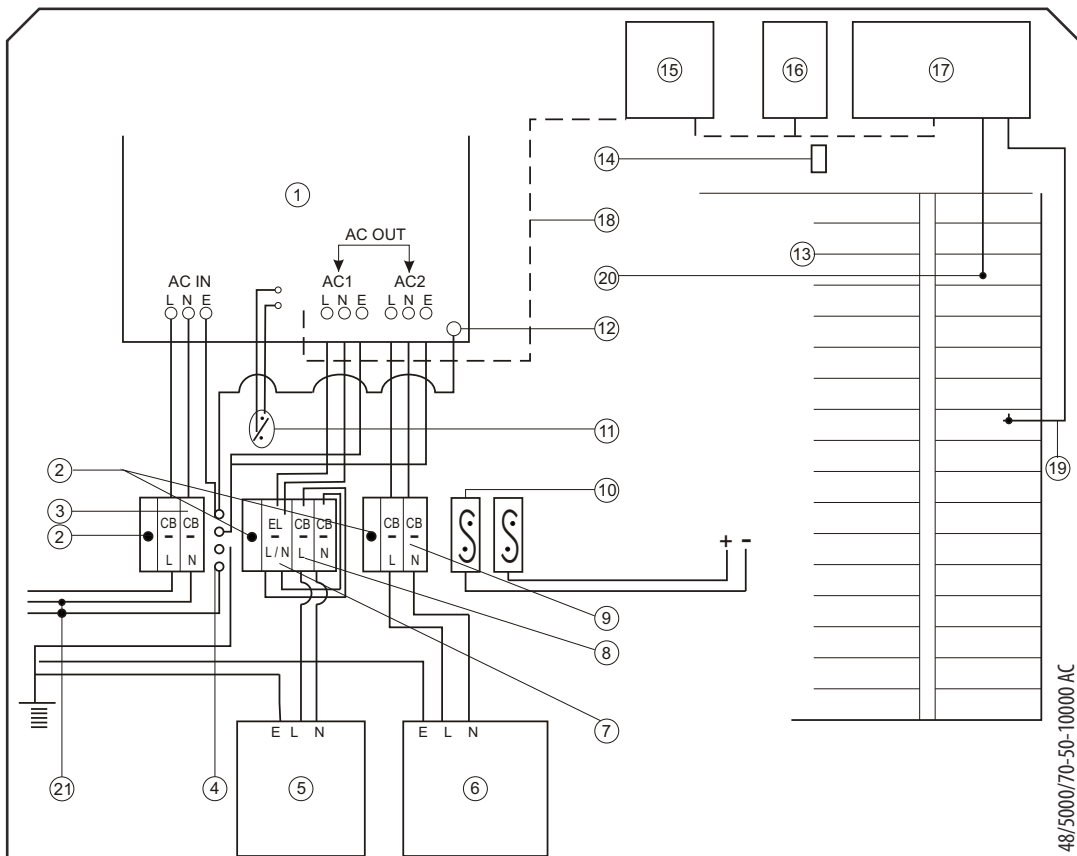 15 16 17
14
1
18
AC OUT
13
AC IN AC1 AC2 20
L N E L N E L N E
12
11
19
2
10
3 CB CB EL CB CB CB CB
2 - - - - - - - + -
L N L / N L N L N
9
8
E L N E L N 7
21 4 5 6
48/5000/70-50-10000 AC